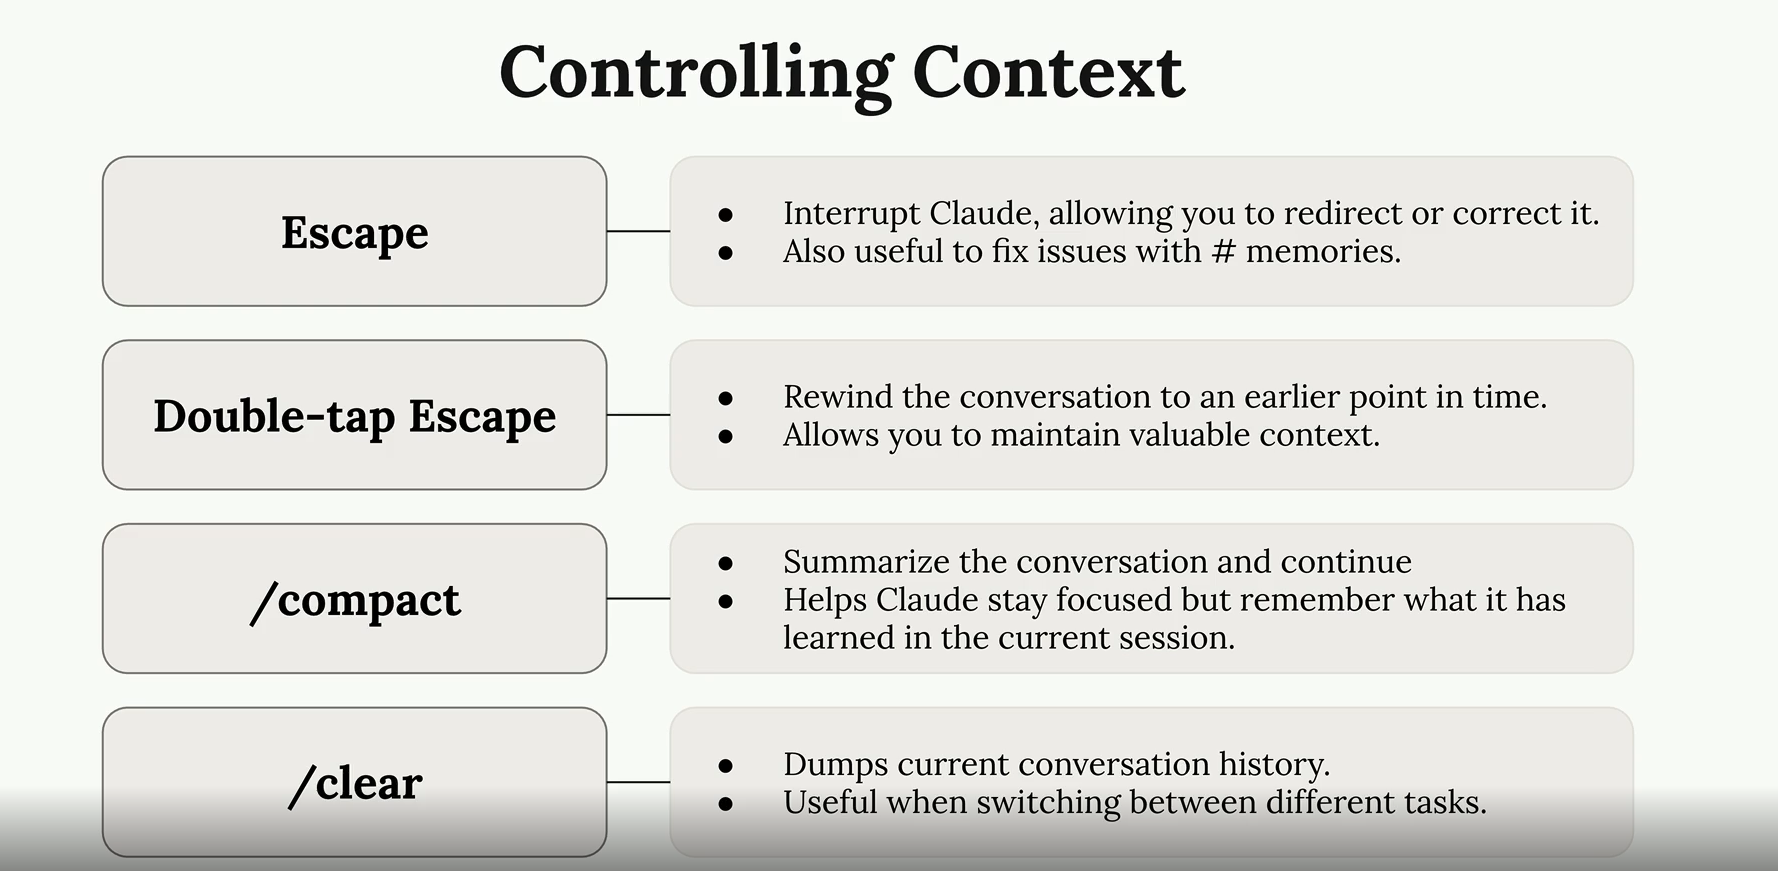 Controlling Context
Escape
● Interrupt Claude, allowing you to redirect or correct it.
● Also useful to fix issues with # memories.
Double-tap Escape
● Rewind the conversation to an earlier point in time.
● Allows you to maintain valuable context.
/compact
● Summarize the conversation and continue
● Helps Claude stay focused but remember what it has
learned in the current session.
/clear
● Dumps current conversation history.
● Useful when switching between different tasks.